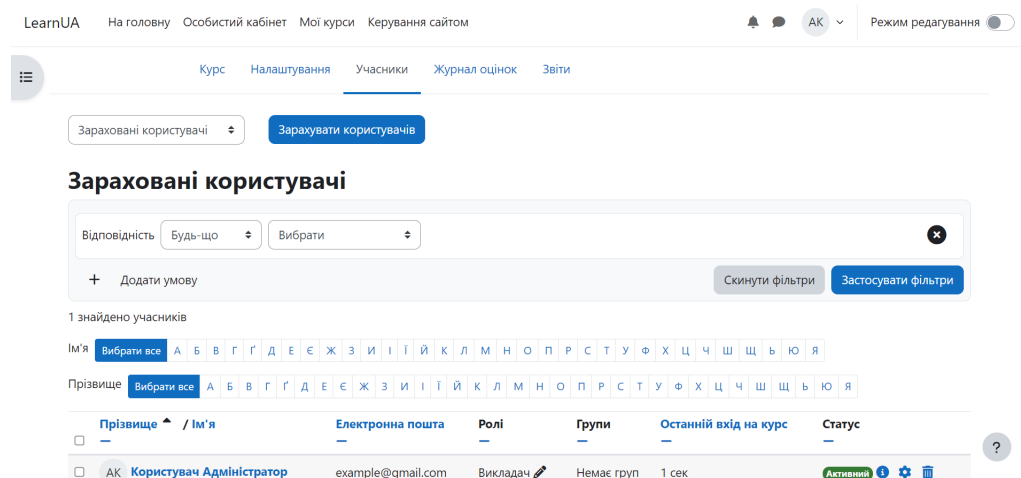 LearnUA На головну Особистий кабінет Мої курси Керування сайтом АК Режим редагування
Курс Налаштування Учасники Журнал оцінок Звіти
Зараховані користувачі Зарахувати користувачів
Зараховані користувачі
Відповідність Будь-що Вибрати
+ Додати умову Скинути фільтри Застосувати фільтри
1 знайдено учасників
Ім'я Вибрати все А Б В Г Ґ Д Е Є Ж З И І Ї Й К Л М Н О П Р С Т У Ф Х Ц Ч Ш Щ Ь Ю Я
Прізвище Вибрати все А Б В Г Ґ Д Е Є Ж З И І Ї Й К Л М Н О П Р С Т У Ф Х Ц Ч Ш Щ Ь Ю Я
Прізвище / Ім'я Електронна пошта Ролі Групи Останній вхід на курс Статус
?
АК Користувач Адміністратор example@gmail.com Викладач Немає груп 1 сек Активний